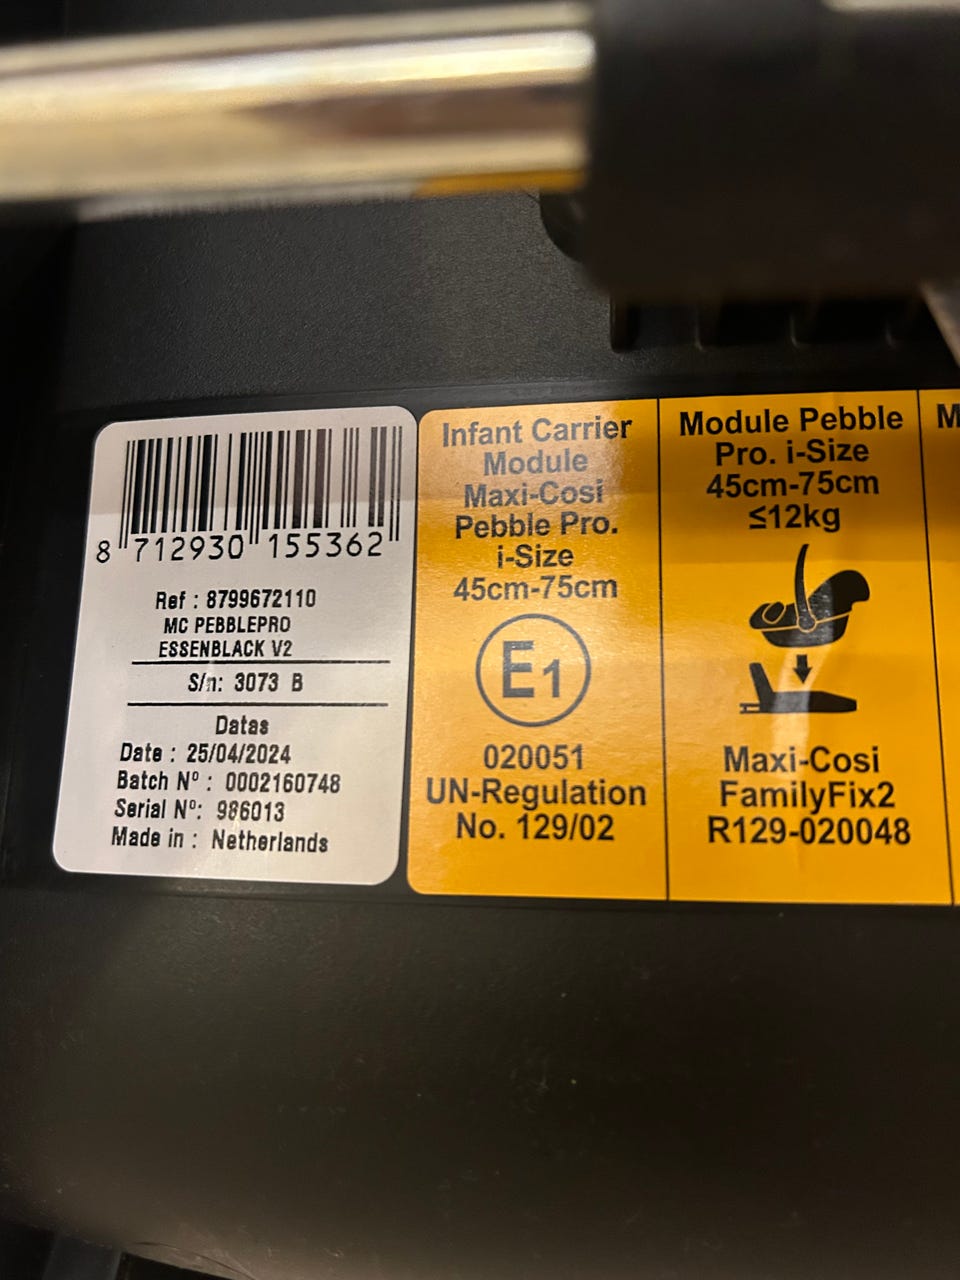 8 712930 155362
Ref : 8799672110
MC PEBBLEPRO
ESSENBLACK V2
S/n: 3073 B
Datas
Date : 25/04/2024
Batch Nº : 0002160748
Serial Nº: 986013
Made in : Netherlands
Infant Carrier
Module
Maxi-Cosi
Pebble Pro.
i-Size
45cm-75cm
E1
020051
UN-Regulation
No. 129/02
Module Pebble
Pro. i-Size
45cm-75cm
≤12kg
Maxi-Cosi
FamilyFix2
R129-020048
M